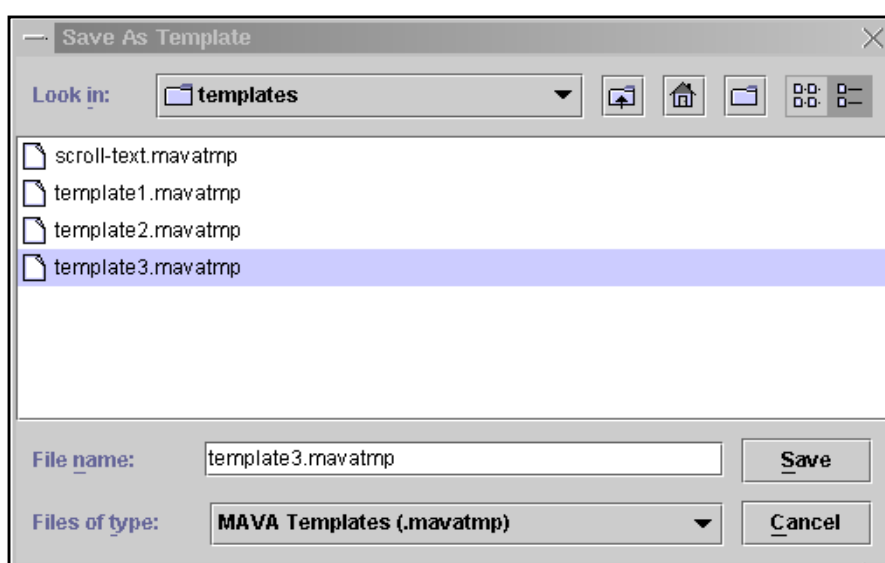 Save As Template
Look in: templates
scroll-text.mavatmp
template1.mavatmp
template2.mavatmp
template3.mavatmp
File name: template3.mavatmp Save
Files of type: MAVA Templates (.mavatmp) Cancel